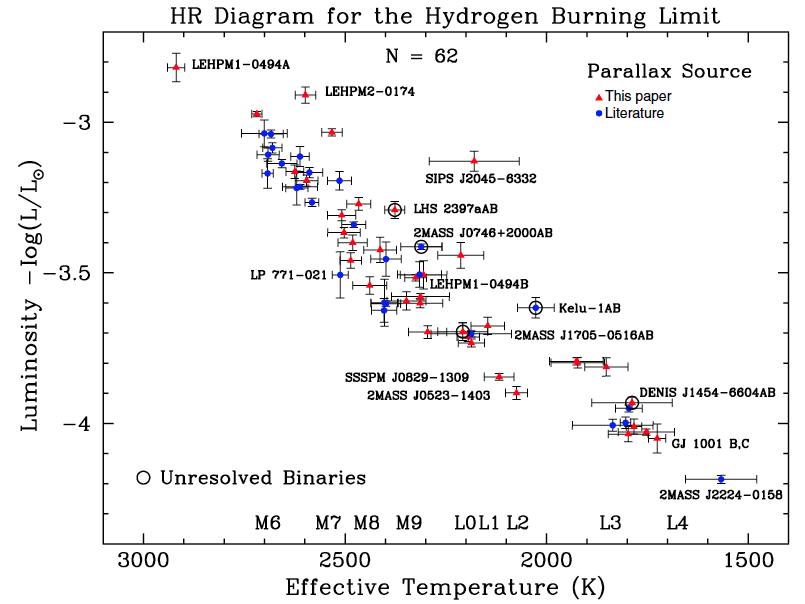 HR Diagram for the Hydrogen Burning Limit
N = 62
LEHPM1-0494A
LEHPM2-0174
Parallax Source
This paper
Literature
-3
SIPS J2045-6332
LHS 2397aAB
2MASS J0746+2000AB
-3.5
LP 771-021
LEHPM1-0494B
Kelu-1AB
2MASS J1705-0516AB
SSSPM J0829-1309
2MASS J0523-1403
DENIS J1454-6604AB
-4
GJ 1001 B,C
Unresolved Binaries
2MASS J2224-0158
M6 M7 M8 M9 L0 L1 L2 L3 L4
3000 2500 2000 1500
Effective Temperature (K)
Luminosity -log(L/L⊙)